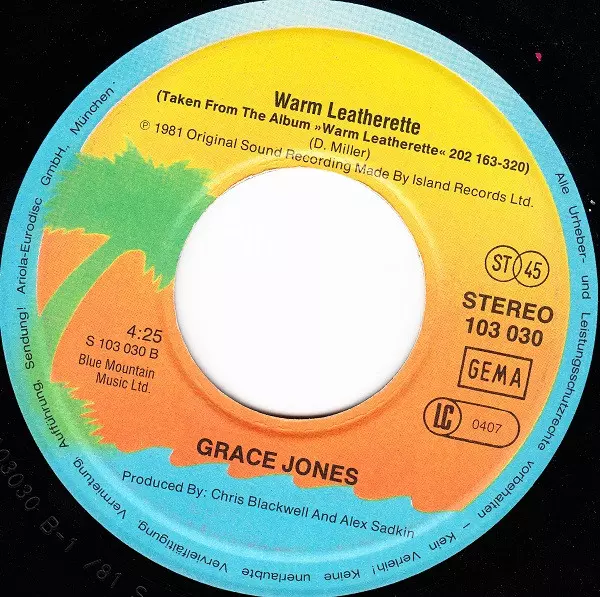 Warm Leatherette
(Taken From The Album »Warm Leatherette« 202 163-320)
(D. Miller)
℗ 1981 Original Sound Recording Made By Island Records Ltd.
ST 45
STEREO
103 030
GEMA
LC 0407
4:25
S 103 030 B
Blue Mountain
Music Ltd.
GRACE JONES
Produced By: Chris Blackwell And Alex Sadkin
Alle Urheber- und Leistungsschutzrechte vorbehalten – Kein Verleih! Keine unerlaubte Vervielfältigung, Vermietung, Aufführung, Sendung! Ariola-Eurodisc GmbH., München ·
103030 B-1 /81 S